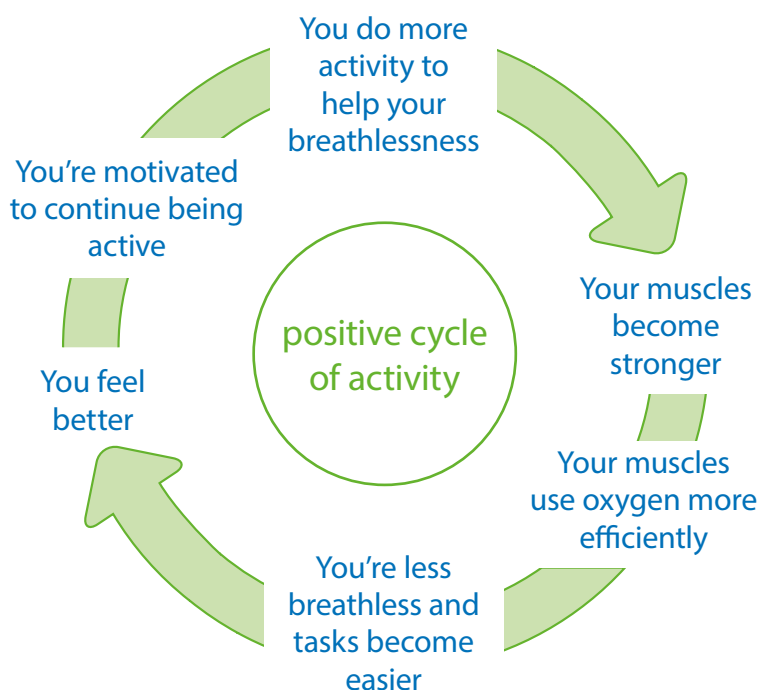 You do more
activity to
help your
breathlessness
Your muscles
become
stronger
Your muscles
use oxygen more
efficiently
You're less
breathless and
tasks become
easier
You feel
better
You're motivated
to continue being
active
positive cycle
of activity